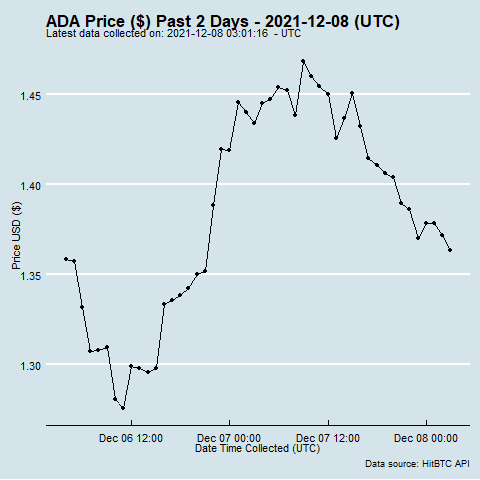 ADA Price ($) Past 2 Days - 2021-12-08 (UTC)
Latest data collected on: 2021-12-08 03:01:16  - UTC
Price USD ($)
1.45
1.40
1.35
1.30
Dec 06 12:00 Dec 07 00:00 Dec 07 12:00 Dec 08 00:00
Date Time Collected (UTC)
Data source: HitBTC API